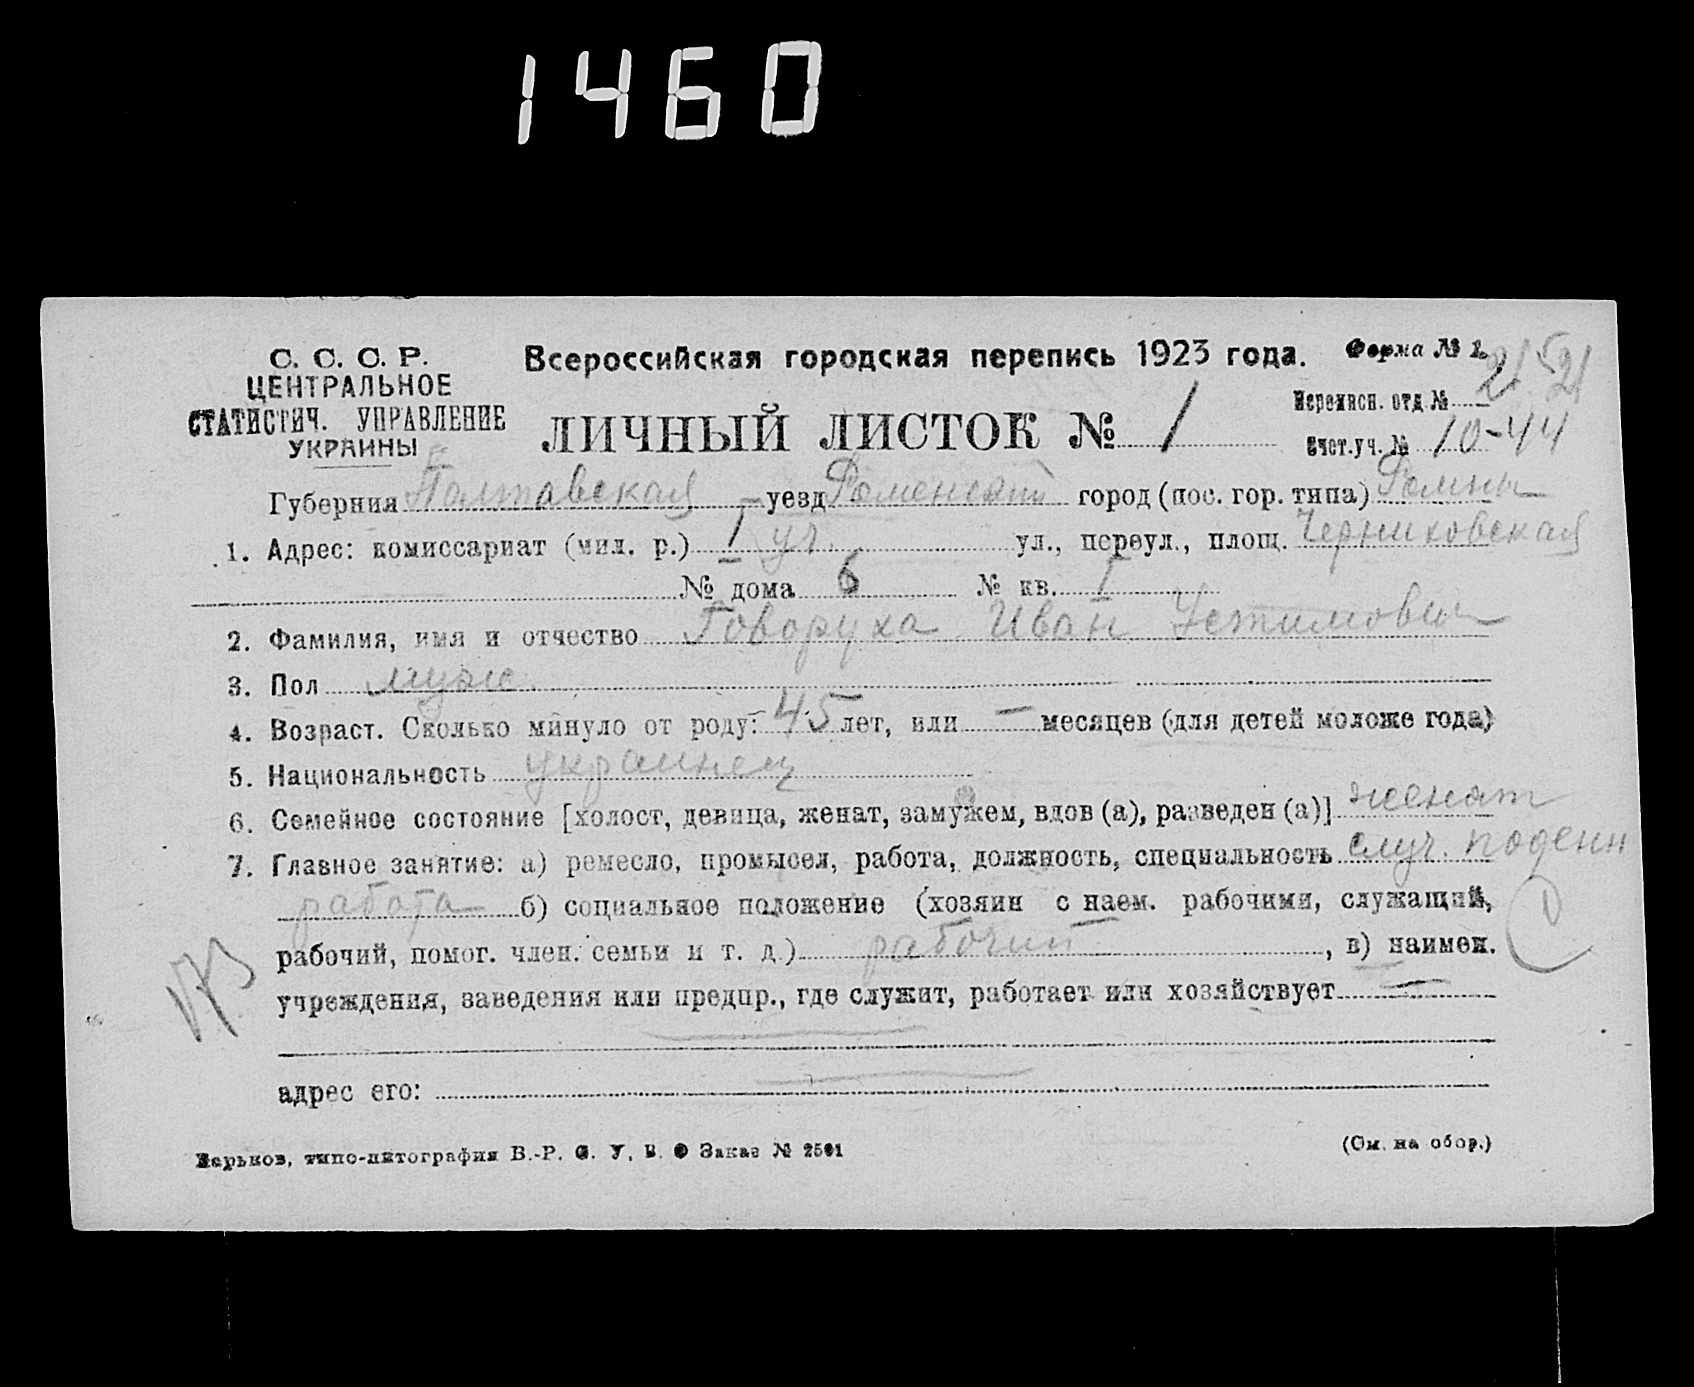 1460
С. С. С. Р.
ЦЕНТРАЛЬНОЕ
СТАТИСТИЧ. УПРАВЛЕНИЕ
УКРАИНЫ
Всероссийская городская перепись 1923 года.
Форма № 1.
ЛИЧНЫЙ ЛИСТОК № 1
Переписн. отд. № 21
21
Счет. уч. № 10-44
Губерния Полтавская уезд Роменский город (пос. гор. типа) Ромны
1. Адрес: комиссариат (мил. р.) I уч. ул., переул., площ. Черниховская
№ дома 6 № кв. I
2. Фамилия, имя и отчество Говоруха Иван Устимович
3. Пол муж.
4. Возраст. Сколько минуло от роду: 45 лет, или — месяцев (для детей моложе года)
5. Национальность украинец
6. Семейное состояние [холост, девица, женат, замужем, вдов (а), разведен (а)] женат
7. Главное занятие: а) ремесло, промысел, работа, должность, специальность случ. поденн
работа б) социальное положение (хозяин с наем. рабочими, служащий,
рабочий, помог. член. семьи и т. д.) рабочий, в) наимен.
учреждения, заведения или предпр., где служит, работает или хозяйствует —
адрес его:
Харьков, типо-литография В.-Р. С. У. В. О Заказ № 2501
(См. на обор.)